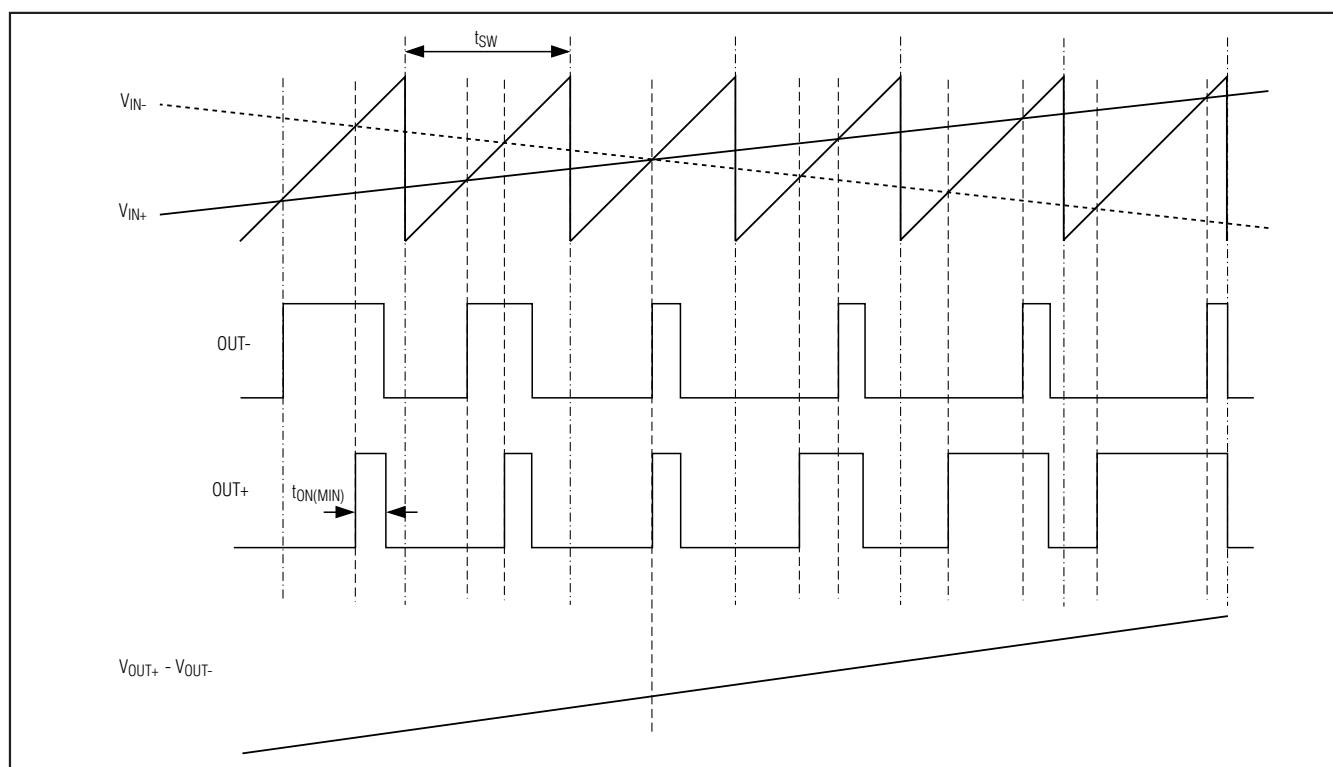 tSW
VIN-
VIN+
OUT-
OUT+
tON(MIN)
VOUT+ - VOUT-